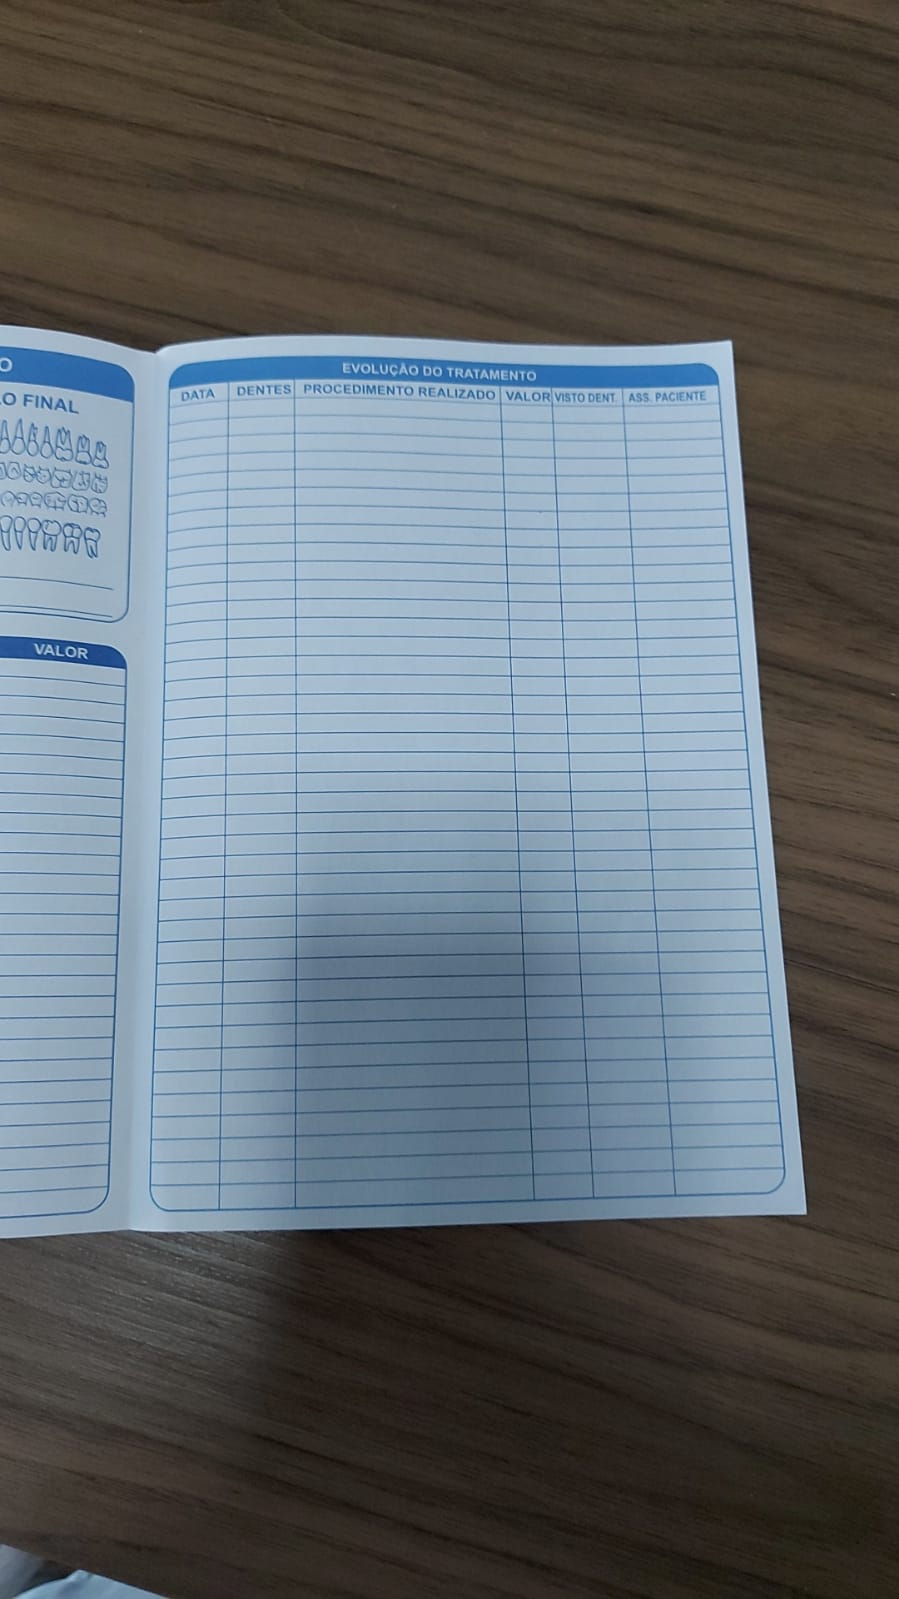 O
O FINAL
VALOR
EVOLUÇÃO DO TRATAMENTO
DATA DENTES PROCEDIMENTO REALIZADO VALOR VISTO DENT. ASS. PACIENTE